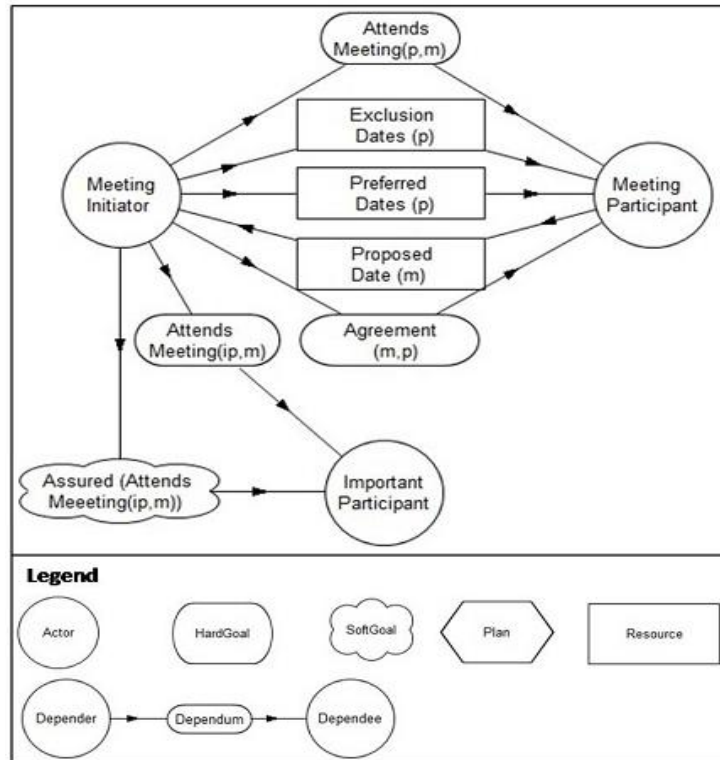 Attends
Meeting(p,m)
Exclusion
Dates (p)
Meeting
Initiator
Preferred
Dates (p)
Meeting
Participant
Proposed
Date (m)
Attends
Meeting(ip,m)
Agreement
(m,p)
Assured (Attends
Meeeting(ip,m))
Important
Participant
Legend
Actor
HardGoal
SoftGoal
Plan
Resource
Depender
Dependum
Dependee